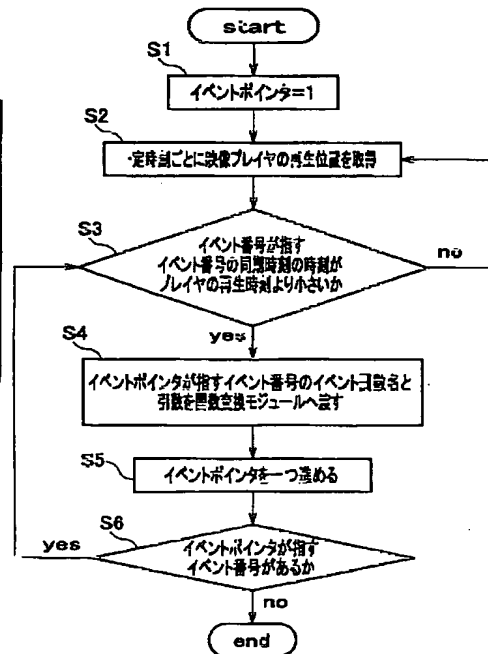 start
S1
イベントポインタ=1
S2
一定時刻ごとに映像プレイヤの再生位置を取得
S3
イベント番号が指す
イベント番号の同期時刻の時刻が
プレイヤの再生時刻より小さいか
no
yes
S4
イベントポインタが指すイベント番号のイベント関数名と
引数を関数変換モジュールへ渡す
S5
イベントポインタを一つ進める
S6
yes
イベントポインタが指す
イベント番号があるか
no
end